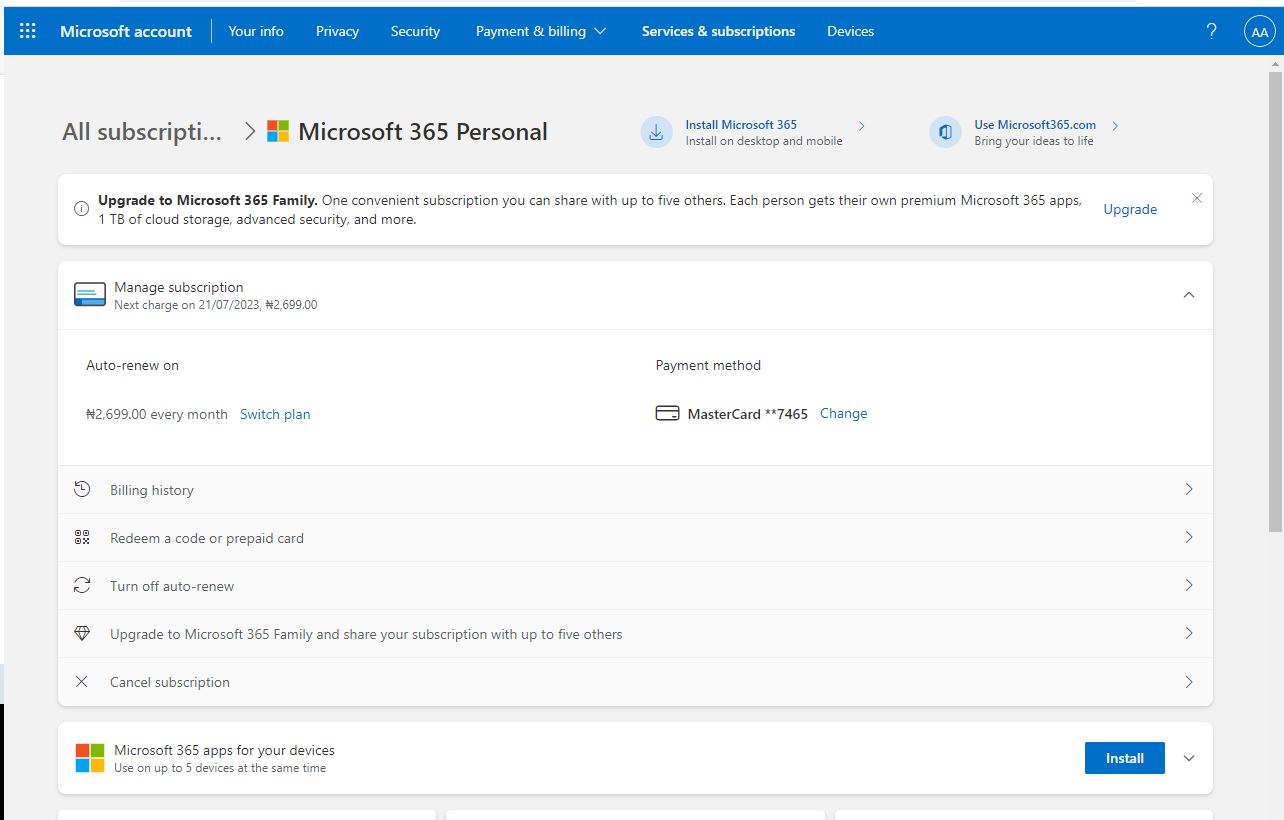 Microsoft account
Your info
Privacy
Security
Payment & billing
Services & subscriptions
Devices
?
AA
All subscripti...
Microsoft 365 Personal
Install Microsoft 365
Install on desktop and mobile
Use Microsoft365.com
Bring your ideas to life
Upgrade to Microsoft 365 Family. One convenient subscription you can share with up to five others. Each person gets their own premium Microsoft 365 apps,
1 TB of cloud storage, advanced security, and more.
Upgrade
Manage subscription
Next charge on 21/07/2023, ₦2,699.00
Auto-renew on
Payment method
₦2,699.00 every month
Switch plan
MasterCard **7465
Change
Billing history
Redeem a code or prepaid card
Turn off auto-renew
Upgrade to Microsoft 365 Family and share your subscription with up to five others
Cancel subscription
Microsoft 365 apps for your devices
Use on up to 5 devices at the same time
Install